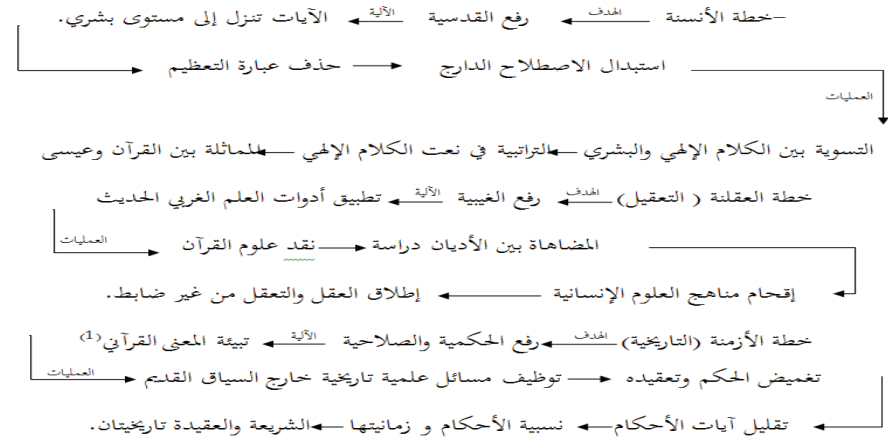 –خطة الأنسنة الهدف رفع القدسية الآلية الآيات تنزل إلى مستوى بشري.
استبدال الاصطلاح الدارج حذف عبارة التعظيم
العمليات
التسوية بين الكلام الإلهي والبشري التراتبية في نعت الكلام الإلهي المماثلة بين القرآن وعيسى
خطة العقلنة ( التعقيل) الهدف رفع الغيبية الآلية تطبيق أدوات العلم الغربي الحديث
المضاهاة بين الأديان دراسة نقد علوم القرآن العمليات
إقحام مناهج العلوم الإنسانية إطلاق العقل والتعقل من غير ضابط.
خطة الأزمنة (التاريخية) الهدف رفع الحكمية والصلاحية الآلية تبيئة المعنى القرآني(1)
تغميض الحكم وتعقيده توظيف مسائل علمية تاريخية خارج السياق القديم العمليات
تقليل آيات الأحكام نسبية الأحكام و زمانيتها الشريعة والعقيدة تاريخيتان.